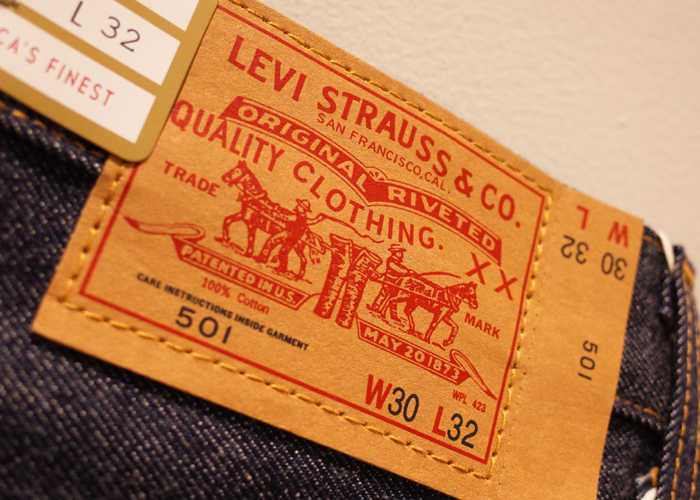 L 32
CA'S FINEST
LEVI STRAUSS & CO.
SAN FRANCISCO, CAL.
ORIGINAL RIVETED
QUALITY CLOTHING.
TRADE
XX
MARK
PATENTED IN U.S.
MAY 20 1873
100% Cotton
CARE INSTRUCTIONS INSIDE GARMENT
501
WPL 423
W30 L32
W L
30 32
501